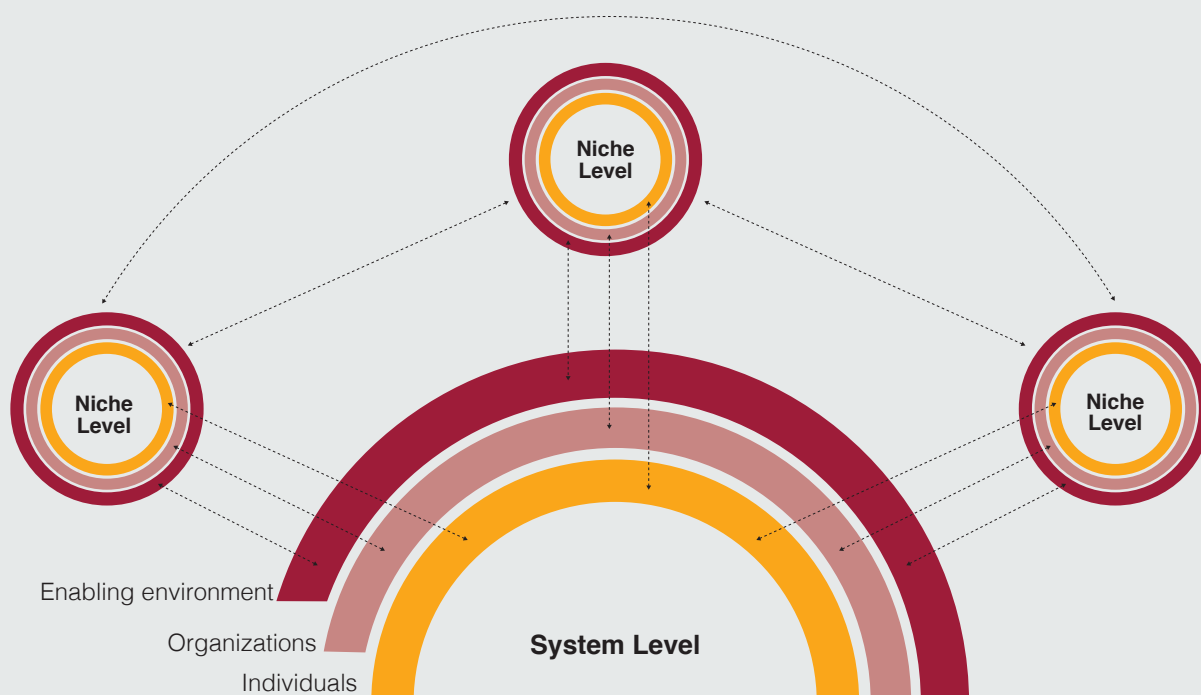 Niche
Level
Niche
Level
Niche
Level
Enabling environment
Organizations
System Level
Individuals